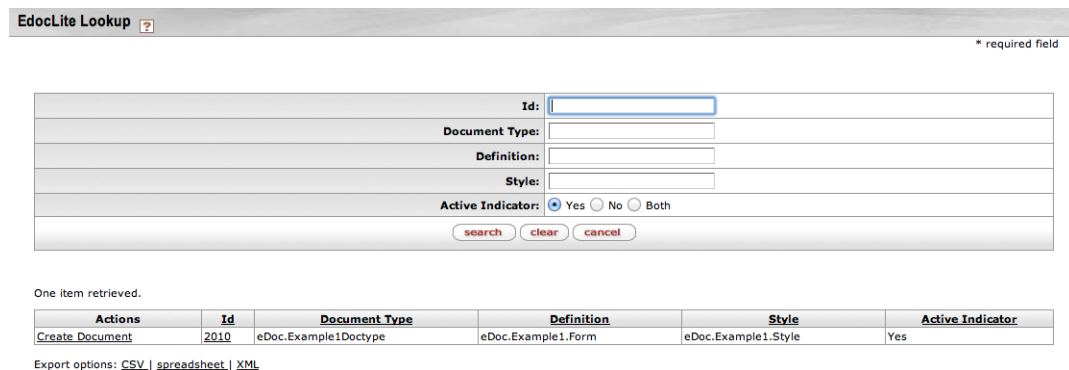 EdocLite Lookup ?
* required field
Id:
Document Type:
Definition:
Style:
Active Indicator: Yes No Both
search clear cancel
One item retrieved.
Actions Id Document Type Definition Style Active Indicator
Create Document 2010 eDoc.Example1Doctype eDoc.Example1.Form eDoc.Example1.Style Yes
Export options: CSV | spreadsheet | XML